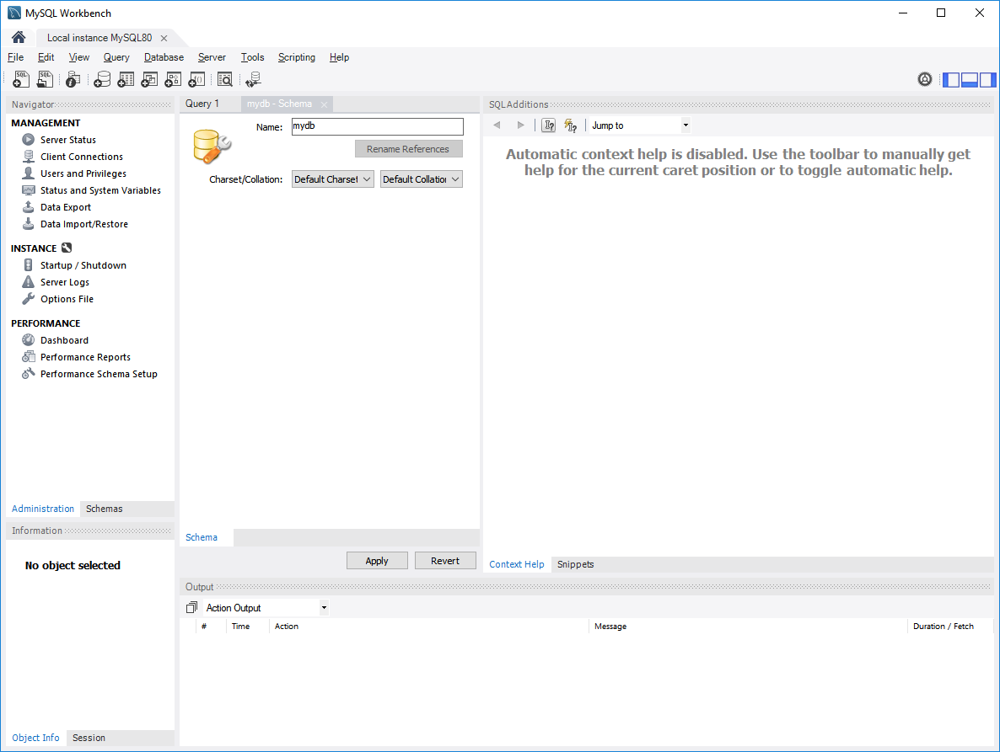 MySQL Workbench
Local instance MySQL80
File Edit View Query Database Server Tools Scripting Help
Navigator
MANAGEMENT
Server Status
Client Connections
Users and Privileges
Status and System Variables
Data Export
Data Import/Restore
INSTANCE
Startup / Shutdown
Server Logs
Options File
PERFORMANCE
Dashboard
Performance Reports
Performance Schema Setup
Administration Schemas
Information
No object selected
Object Info Session
Query 1 mydb - Schema
Name: mydb
Rename References
Charset/Collation: Default Charset Default Collation
Schema
Apply Revert
SQLAdditions
Jump to
Automatic context help is disabled. Use the toolbar to manually get
help for the current caret position or to toggle automatic help.
Context Help Snippets
Output
Action Output
# Time Action Message Duration / Fetch